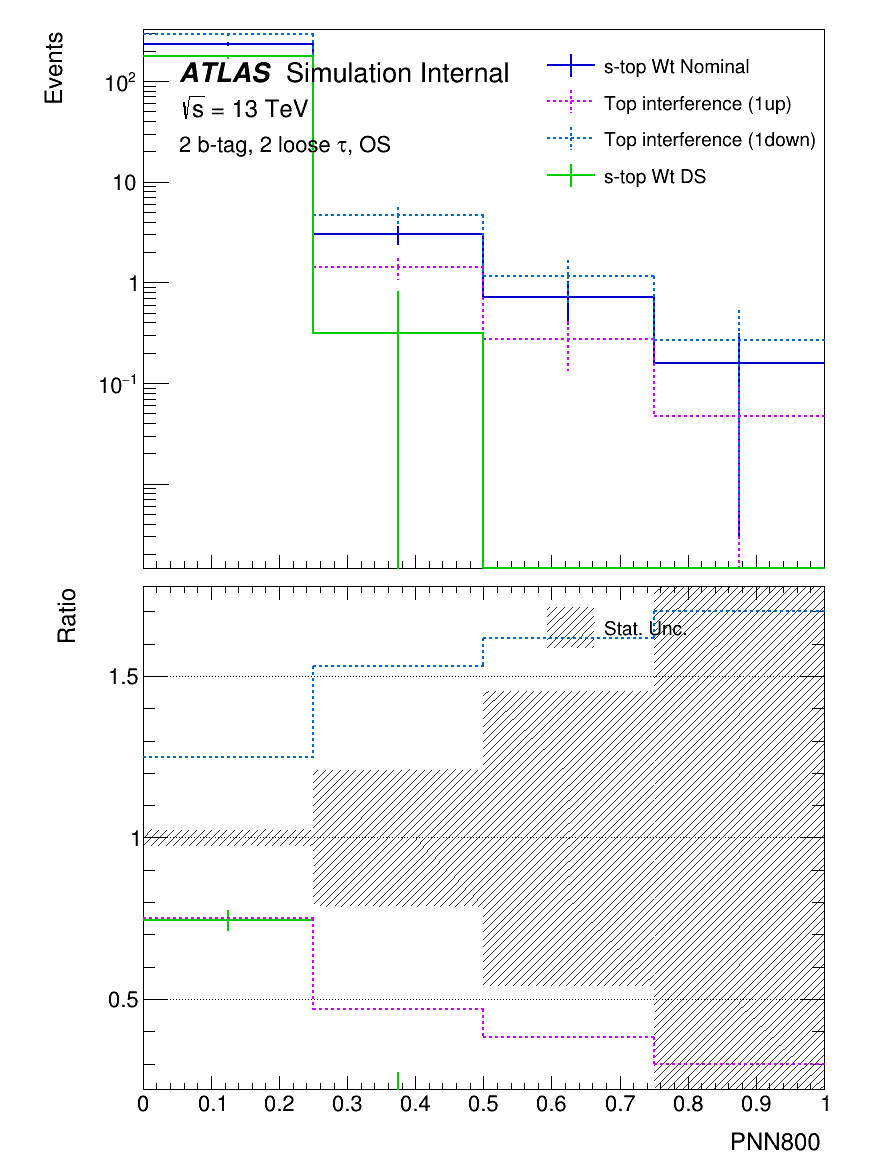 Events
10²
10
1
10⁻¹
ATLAS Simulation Internal
√s = 13 TeV
2 b-tag, 2 loose τ, OS
s-top Wt Nominal
Top interference (1up)
Top interference (1down)
s-top Wt DS
Ratio
1.5
1
0.5
Stat. Unc.
0 0.1 0.2 0.3 0.4 0.5 0.6 0.7 0.8 0.9 1
PNN800